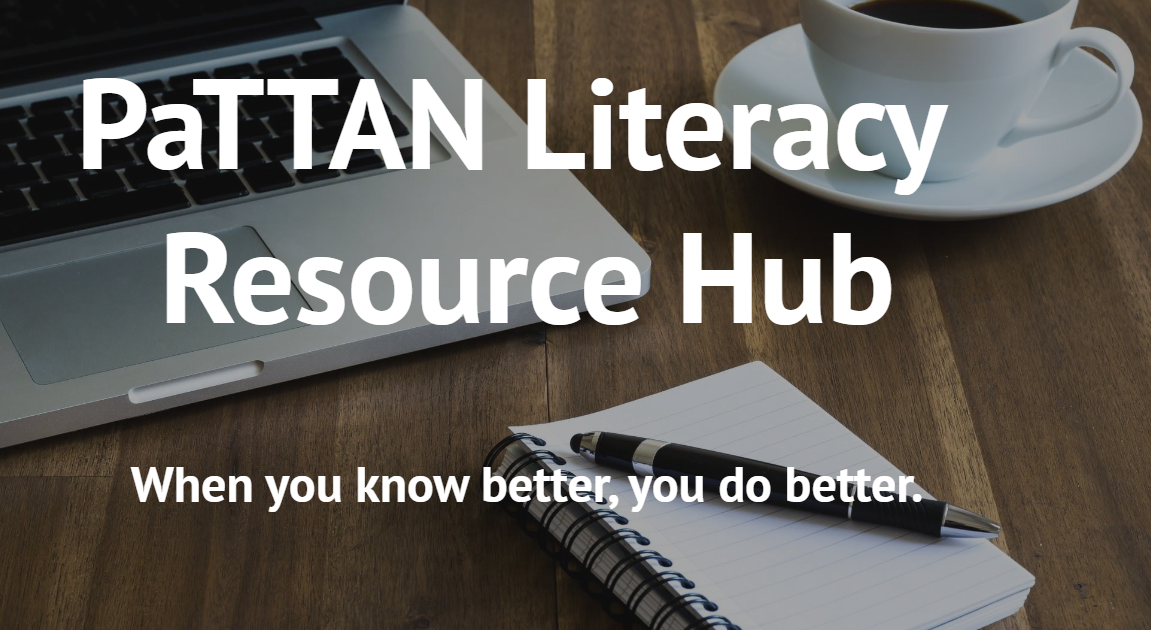 PaTTAN Literacy
Resource Hub
When you know better, you do better.